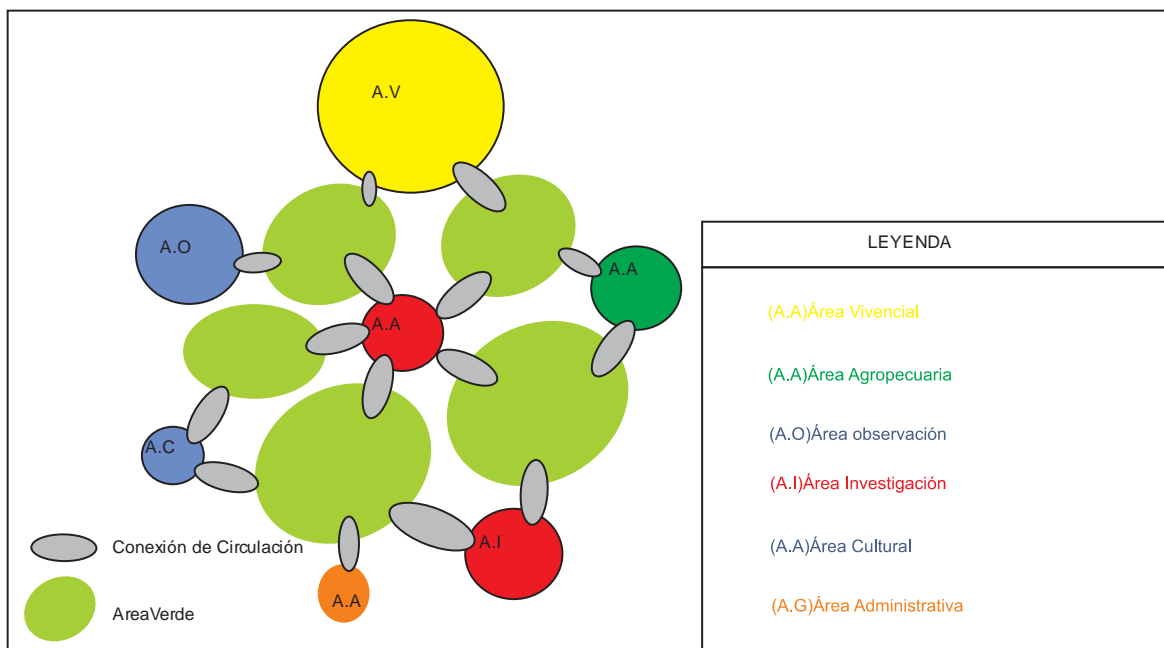 A.V
A.O
A.A
A.A
A.C
A.I
A.A
Conexión de Circulación
AreaVerde
LEYENDA
(A.A)Área Vivencial
(A.A)Área Agropecuaria
(A.O)Área observación
(A.I)Área Investigación
(A.A)Área Cultural
(A.G)Área Administrativa